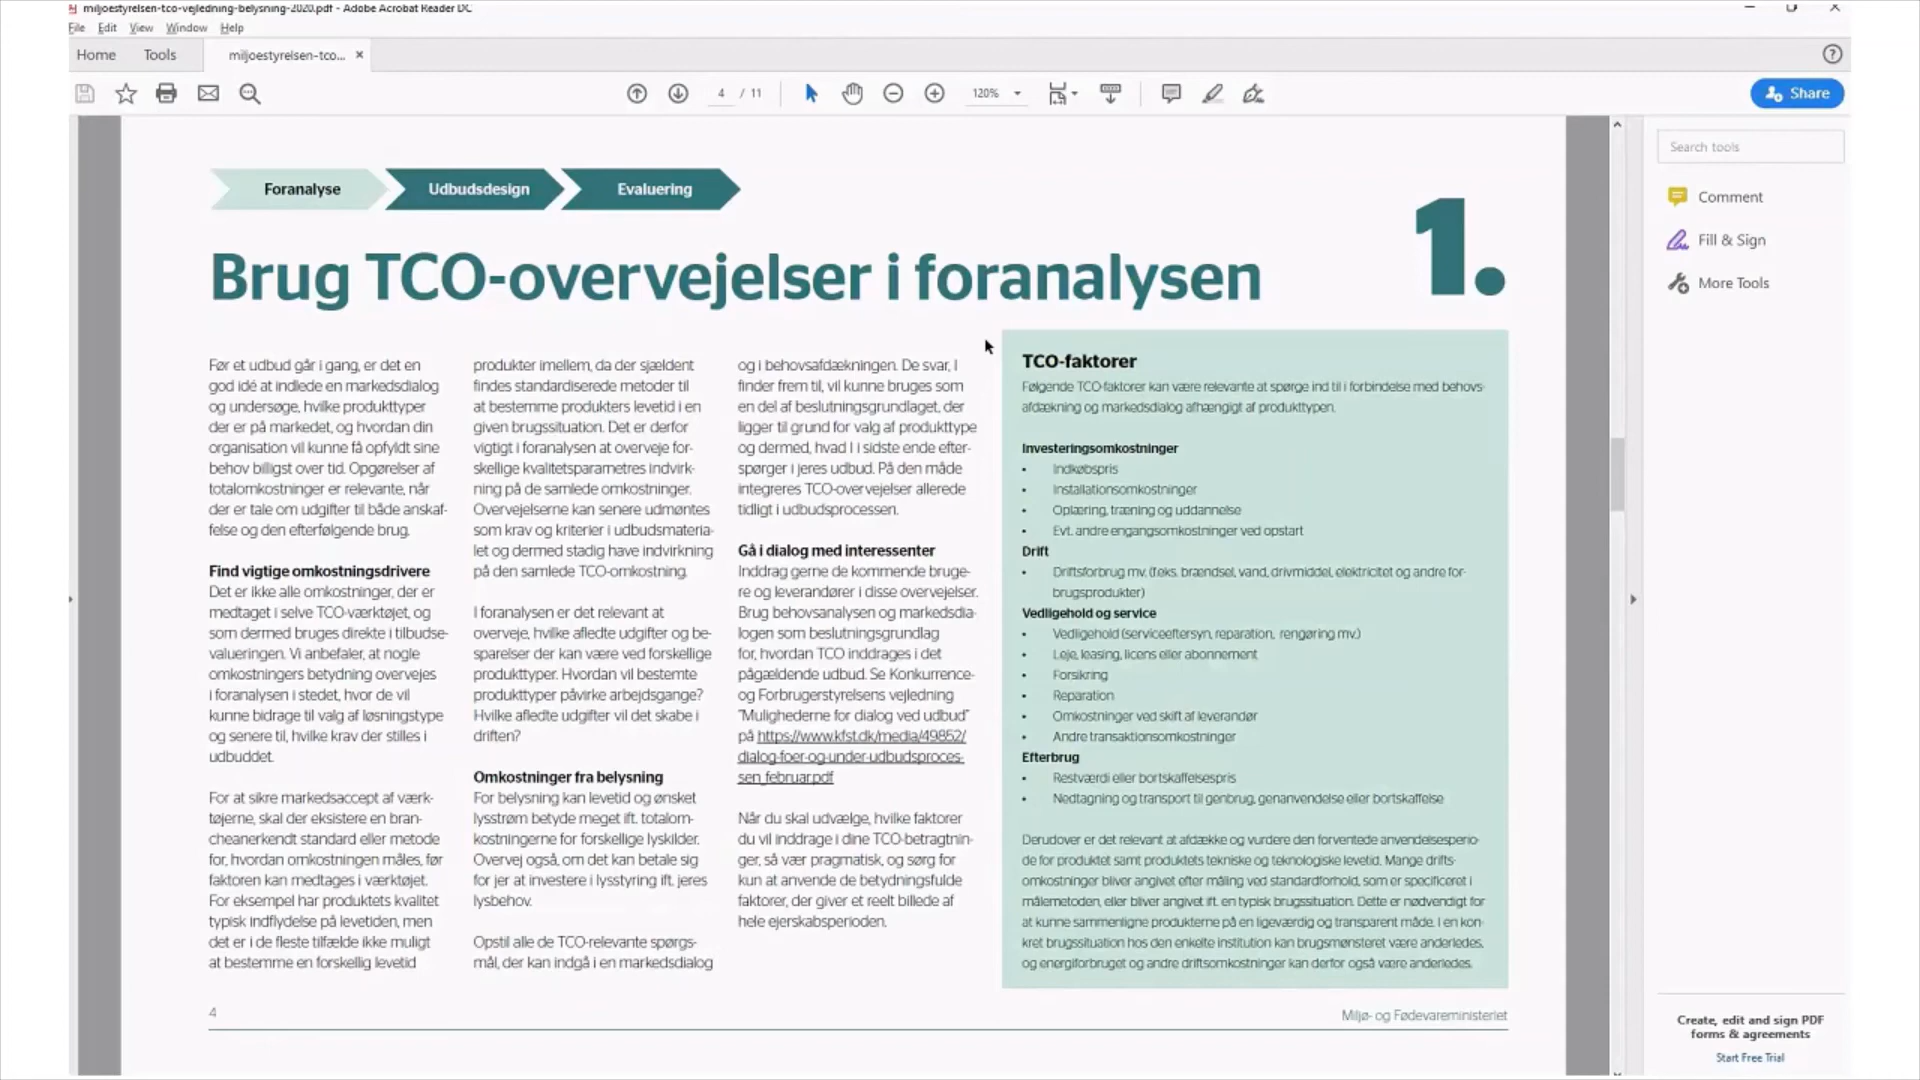 miljoestyrelsen-tco-vejledning-belysning-2020.pdf - Adobe Acrobat Reader DC
File Edit View Window Help
Home Tools miljoestyrelsen-tco...
4 / 11 120% Share
Search tools
Comment
Fill & Sign
More Tools
Foranalyse Udbudsdesign Evaluering
1.
Brug TCO-overvejelser i foranalysen
Før et udbud går i gang, er det en
god idé at indlede en markedsdialog
og undersøge, hvilke produkttyper
der er på markedet, og hvordan din
organisation vil kunne få opfyldt sine
behov billigst over tid. Opgørelser af
totalomkostninger er relevante, når
der er tale om udgifter til både anskaf-
felse og den efterfølgende brug.
Find vigtige omkostningsdrivere
Det er ikke alle omkostninger, der er
medtaget i selve TCO-værktøjet, og
som dermed bruges direkte i tilbudse-
valueringen. Vi anbefaler, at nogle
omkostningers betydning overvejes
i foranalysen i stedet, hvor de vil
kunne bidrage til valg af løsningstype
og senere til, hvilke krav der stilles i
udbuddet.
For at sikre markedsaccept af værk-
tøjerne, skal der eksistere en bran-
cheanerkendt standard eller metode
for, hvordan omkostningen måles, før
faktoren kan medtages i værktøjet.
For eksempel har produktets kvalitet
typisk indflydelse på levetiden, men
det er i de fleste tilfælde ikke muligt
at bestemme en forskellig levetid
produkter imellem, da der sjældent
findes standardiserede metoder til
at bestemme produkters levetid i en
given brugssituation. Det er derfor
vigtigt i foranalysen at overveje for-
skellige kvalitetsparametres indvirk-
ning på de samlede omkostninger.
Overvejelserne kan senere udmøntes
som krav og kriterier i udbudsmateria-
let og dermed stadig have indvirkning
på den samlede TCO-omkostning.
I foranalysen er det relevant at
overveje, hvilke afledte udgifter og be-
sparelser der kan være ved forskellige
produkttyper. Hvordan vil bestemte
produkttyper påvirke arbejdsgange?
Hvilke afledte udgifter vil det skabe i
driften?
Omkostninger fra belysning
For belysning kan levetid og ønsket
lysstrøm betyde meget ift. totalom-
kostningerne for forskellige lyskilder.
Overvej også, om det kan betale sig
for jer at investere i lysstyring ift. jeres
lysbehov.
Opstil alle de TCO-relevante spørgs-
mål, der kan indgå i en markedsdialog
og i behovsafdækningen. De svar, I
finder frem til, vil kunne bruges som
en del af beslutningsgrundlaget, der
ligger til grund for valg af produkttype
og dermed, hvad I i sidste ende efter-
spørger i jeres udbud. På den måde
integreres TCO-overvejelser allerede
tidligt i udbudsprocessen.
Gå i dialog med interessenter
Inddrag gerne de kommende bruge-
re og leverandører i disse overvejelser.
Brug behovsanalysen og markedsdia-
logen som beslutningsgrundlag
for, hvordan TCO inddrages i det
pågældende udbud. Se Konkurrence-
og Forbrugerstyrelsens vejledning
"Mulighederne for dialog ved udbud"
på https://www.kfst.dk/media/49852/
dialog-foer-og-under-udbudsproces-
sen_februar.pdf
Når du skal udvælge, hvilke faktorer
du vil inddrage i dine TCO-betragtnin-
ger, så vær pragmatisk, og sørg for
kun at anvende de betydningsfulde
faktorer, der giver et reelt billede af
hele ejerskabsperioden.
TCO-faktorer
Følgende TCO-faktorer kan være relevante at spørge ind til i forbindelse med behovs-
afdækning og markedsdialog afhængigt af produkttypen.
Investeringsomkostninger
• Indkøbspris
• Installationsomkostninger
• Oplæring, træning og uddannelse
• Evt. andre engangsomkostninger ved opstart
Drift
• Driftsforbrug mv. (f.eks. brændsel, vand, drivmiddel, elektricitet og andre for-
brugsprodukter)
Vedligehold og service
• Vedligehold (serviceeftersyn, reparation, rengøring mv.)
• Leje, leasing, licens eller abonnement
• Forsikring
• Reparation
• Omkostninger ved skift af leverandør
• Andre transaktionsomkostninger
Efterbrug
• Restværdi eller bortskaffelsespris
• Nedtagning og transport til genbrug, genanvendelse eller bortskaffelse
Derudover er det relevant at afdække og vurdere den forventede anvendelsesperio-
de for produktet samt produktets tekniske og teknologiske levetid. Mange drifts-
omkostninger bliver angivet efter måling ved standardforhold, som er specificeret i
målemetoden, eller bliver angivet ift. en typisk brugssituation. Dette er nødvendigt for
at kunne sammenligne produkterne på en ligeværdig og transparent måde. I en kon-
kret brugssituation hos den enkelte institution kan brugsmønsteret være anderledes,
og energiforbruget og andre driftsomkostninger kan derfor også være anderledes.
4
Miljø- og Fødevareministeriet
Create, edit and sign PDF
forms & agreements
Start Free Trial